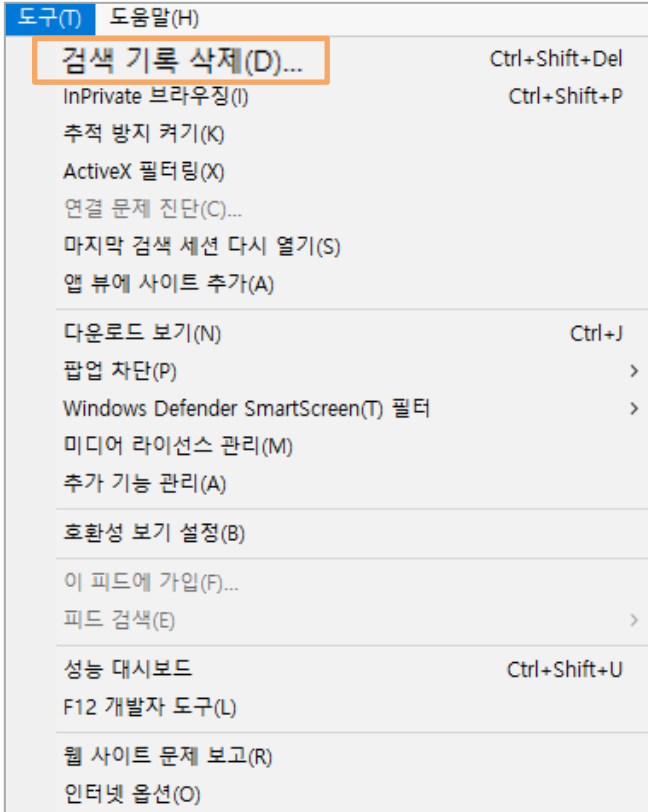 도구(T) 도움말(H)
검색 기록 삭제(D)... Ctrl+Shift+Del
InPrivate 브라우징(I) Ctrl+Shift+P
추적 방지 켜기(K)
ActiveX 필터링(X)
연결 문제 진단(C)...
마지막 검색 세션 다시 열기(S)
앱 뷰에 사이트 추가(A)
다운로드 보기(N) Ctrl+J
팝업 차단(P)
Windows Defender SmartScreen(T) 필터
미디어 라이선스 관리(M)
추가 기능 관리(A)
호환성 보기 설정(B)
이 피드에 가입(F)...
피드 검색(E)
성능 대시보드 Ctrl+Shift+U
F12 개발자 도구(L)
웹 사이트 문제 보고(R)
인터넷 옵션(O)